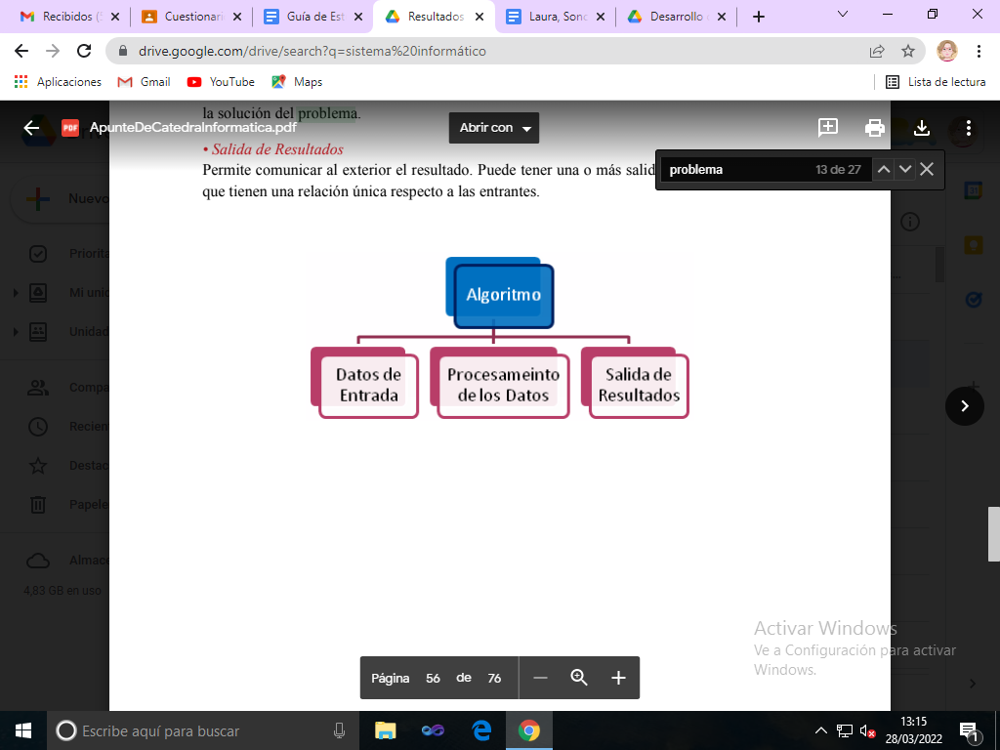 Recibidos (
Cuestionari
Guía de Est
Resultados
Laura, Sono
Desarrollo
drive.google.com/drive/search?q=sistema%20informático
Aplicaciones
Gmail
YouTube
Maps
Lista de lectura
la solución del problema.
PDF
ApunteDeCatedraInformatica.pdf
Abrir con
• Salida de Resultados
Permite comunicar al exterior el resultado. Puede tener una o más salid
que tienen una relación única respecto a las entrantes.
problema
13 de 27
Nuevo
Priorita
Mi unid
Unidad
Compa
Recien
Destac
Papele
Almace
4,83 GB en uso
Algoritmo
Datos de
Entrada
Procesameinto
de los Datos
Salida de
Resultados
Activar Windows
Ve a Configuración para activar
Windows.
Página 56 de 76
Escribe aquí para buscar
13:15
28/03/2022
1